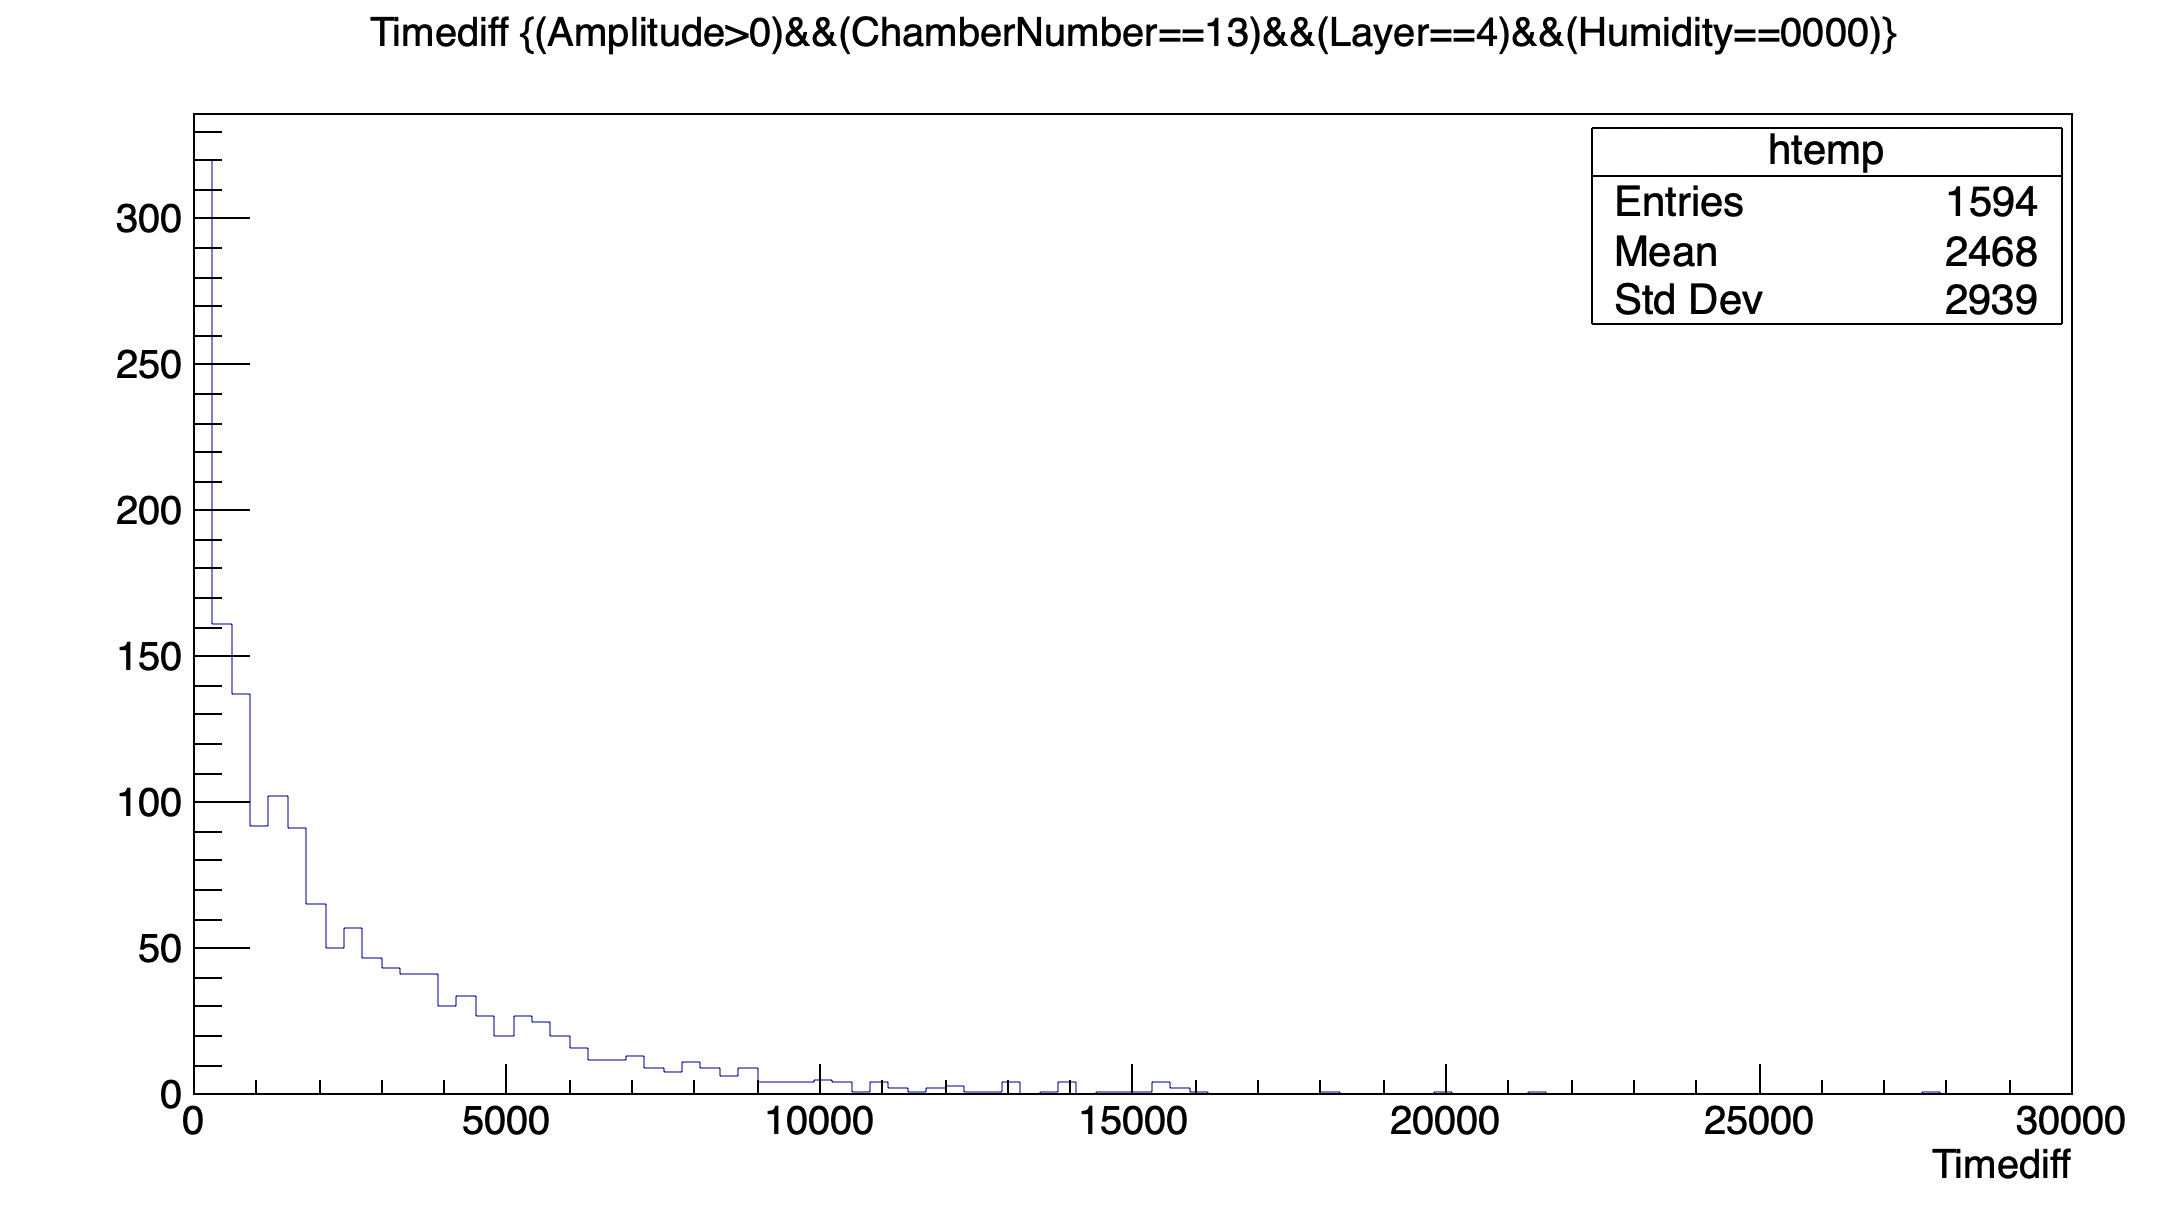 Timediff {(Amplitude>0)&&(ChamberNumber==13)&&(Layer==4)&&(Humidity==0000)}
htemp
Entries 1594
Mean 2468
Std Dev 2939
300
250
200
150
100
50
0
0 5000 10000 15000 20000 25000 30000
Timediff